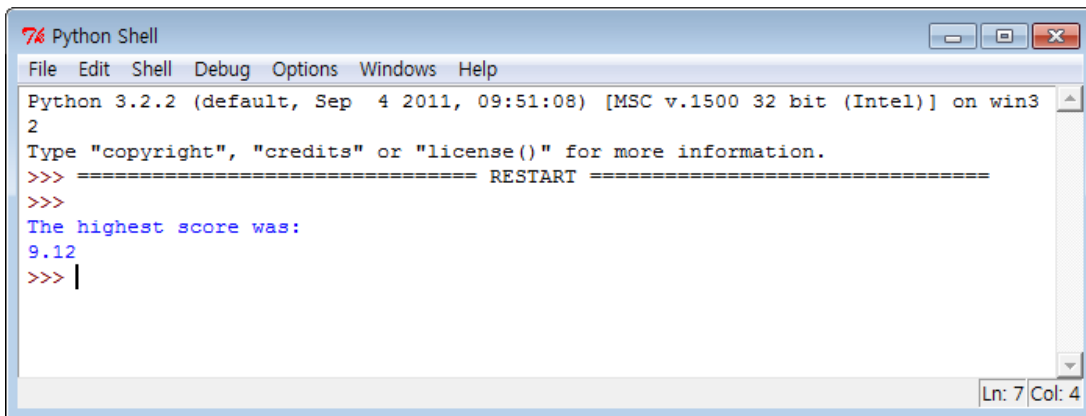 Python Shell
File Edit Shell Debug Options Windows Help
Python 3.2.2 (default, Sep  4 2011, 09:51:08) [MSC v.1500 32 bit (Intel)] on win3
2
Type "copyright", "credits" or "license()" for more information.
>>> ================================ RESTART ================================
>>>
The highest score was:
9.12
>>>
Ln: 7 Col: 4